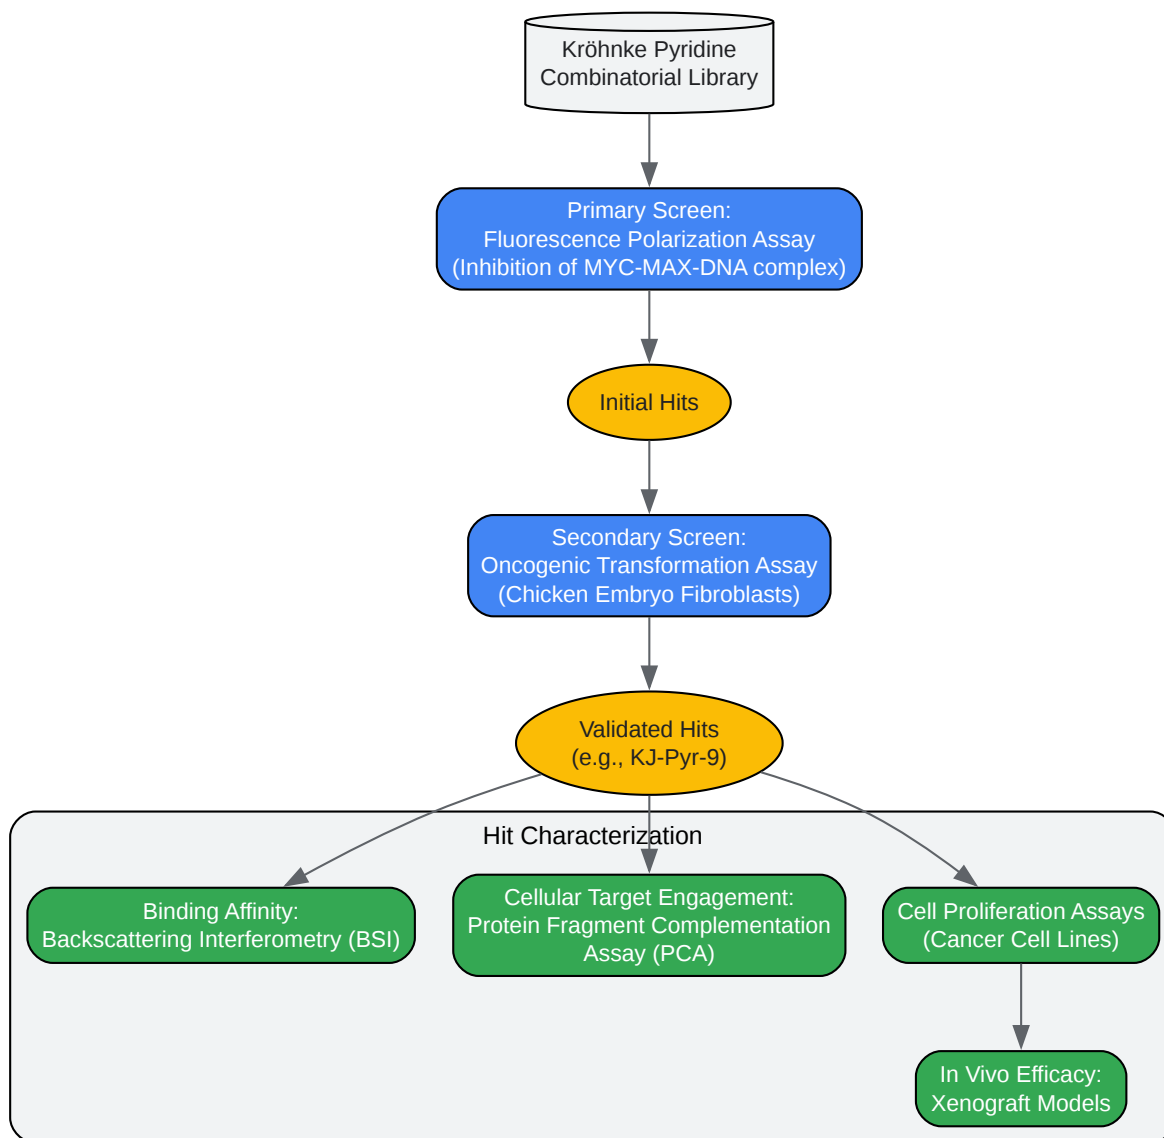 Kröhnke Pyridine
Combinatorial Library
Primary Screen:
Fluorescence Polarization Assay
(Inhibition of MYC-MAX-DNA complex)
Initial Hits
Secondary Screen:
Oncogenic Transformation Assay
(Chicken Embryo Fibroblasts)
Validated Hits
(e.g., KJ-Pyr-9)
Hit Characterization
Binding Affinity:
Backscattering Interferometry (BSI)
Cellular Target Engagement:
Protein Fragment Complementation
Assay (PCA)
Cell Proliferation Assays
(Cancer Cell Lines)
In Vivo Efficacy:
Xenograft Models